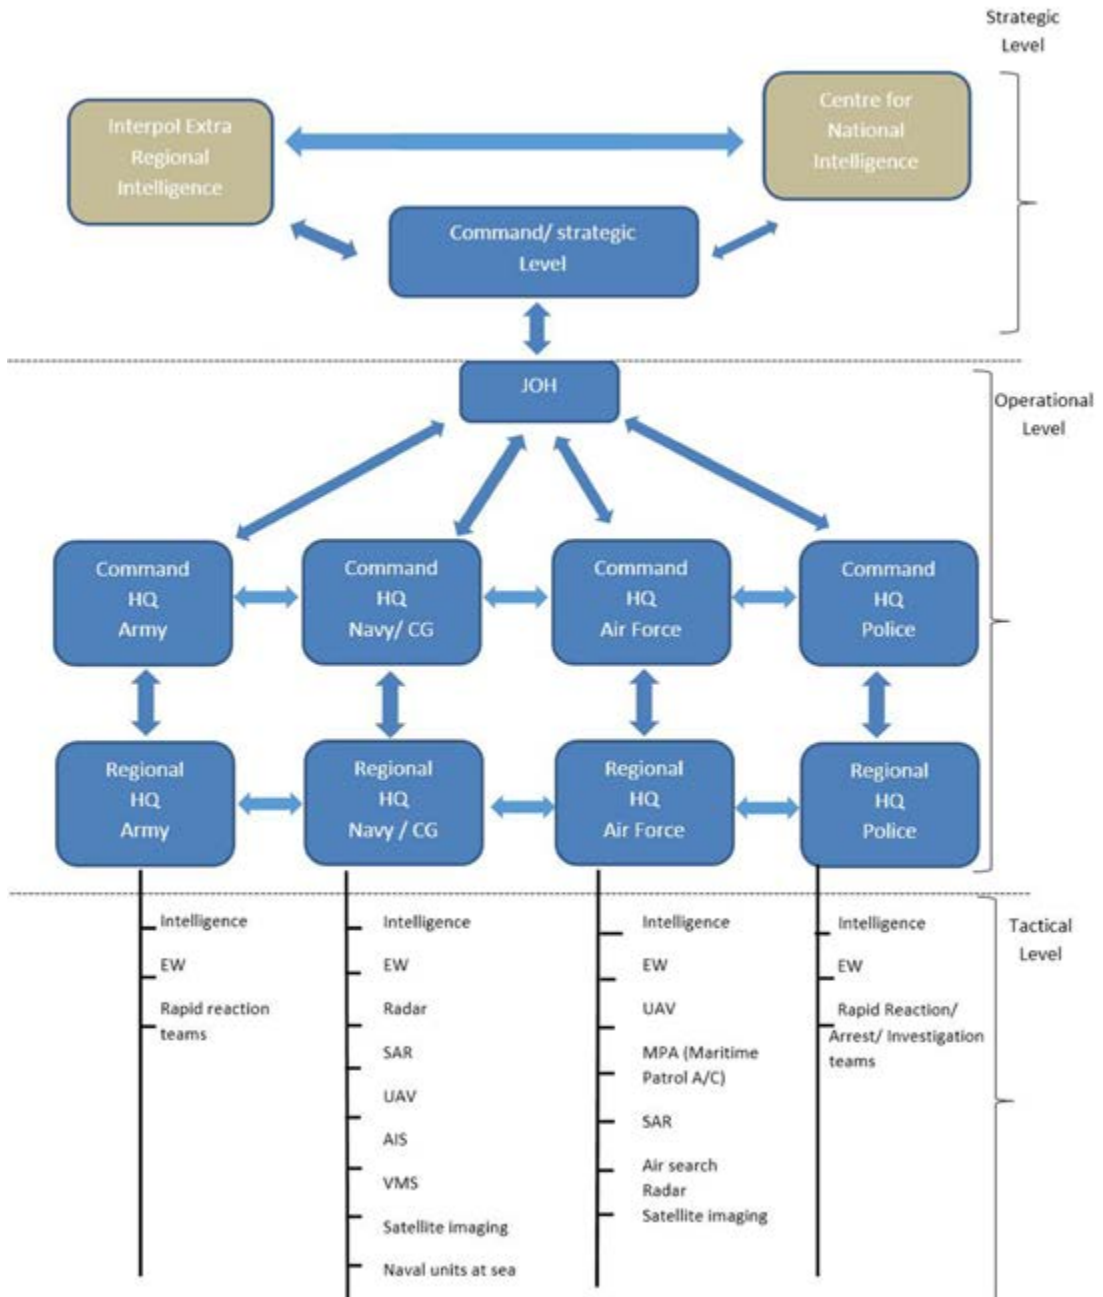 Strategic
Level
Interpol Extra
Regional
Intelligence
Centre for
National
Intelligence
Command/ strategic
Level
JOH
Operational
Level
Command
HQ
Army
Command
HQ
Navy/ CG
Command
HQ
Air Force
Command
HQ
Police
Regional
HQ
Army
Regional
HQ
Navy / CG
Regional
HQ
Air Force
Regional
HQ
Police
Tactical
Level
Intelligence
EW
Rapid reaction
teams
Intelligence
EW
Radar
SAR
UAV
AIS
VMS
Satellite imaging
Naval units at sea
Intelligence
EW
UAV
MPA (Maritime
Patrol A/C)
SAR
Air search
Radar
Satellite imaging
Intelligence
EW
Rapid Reaction/
Arrest/ Investigation
teams